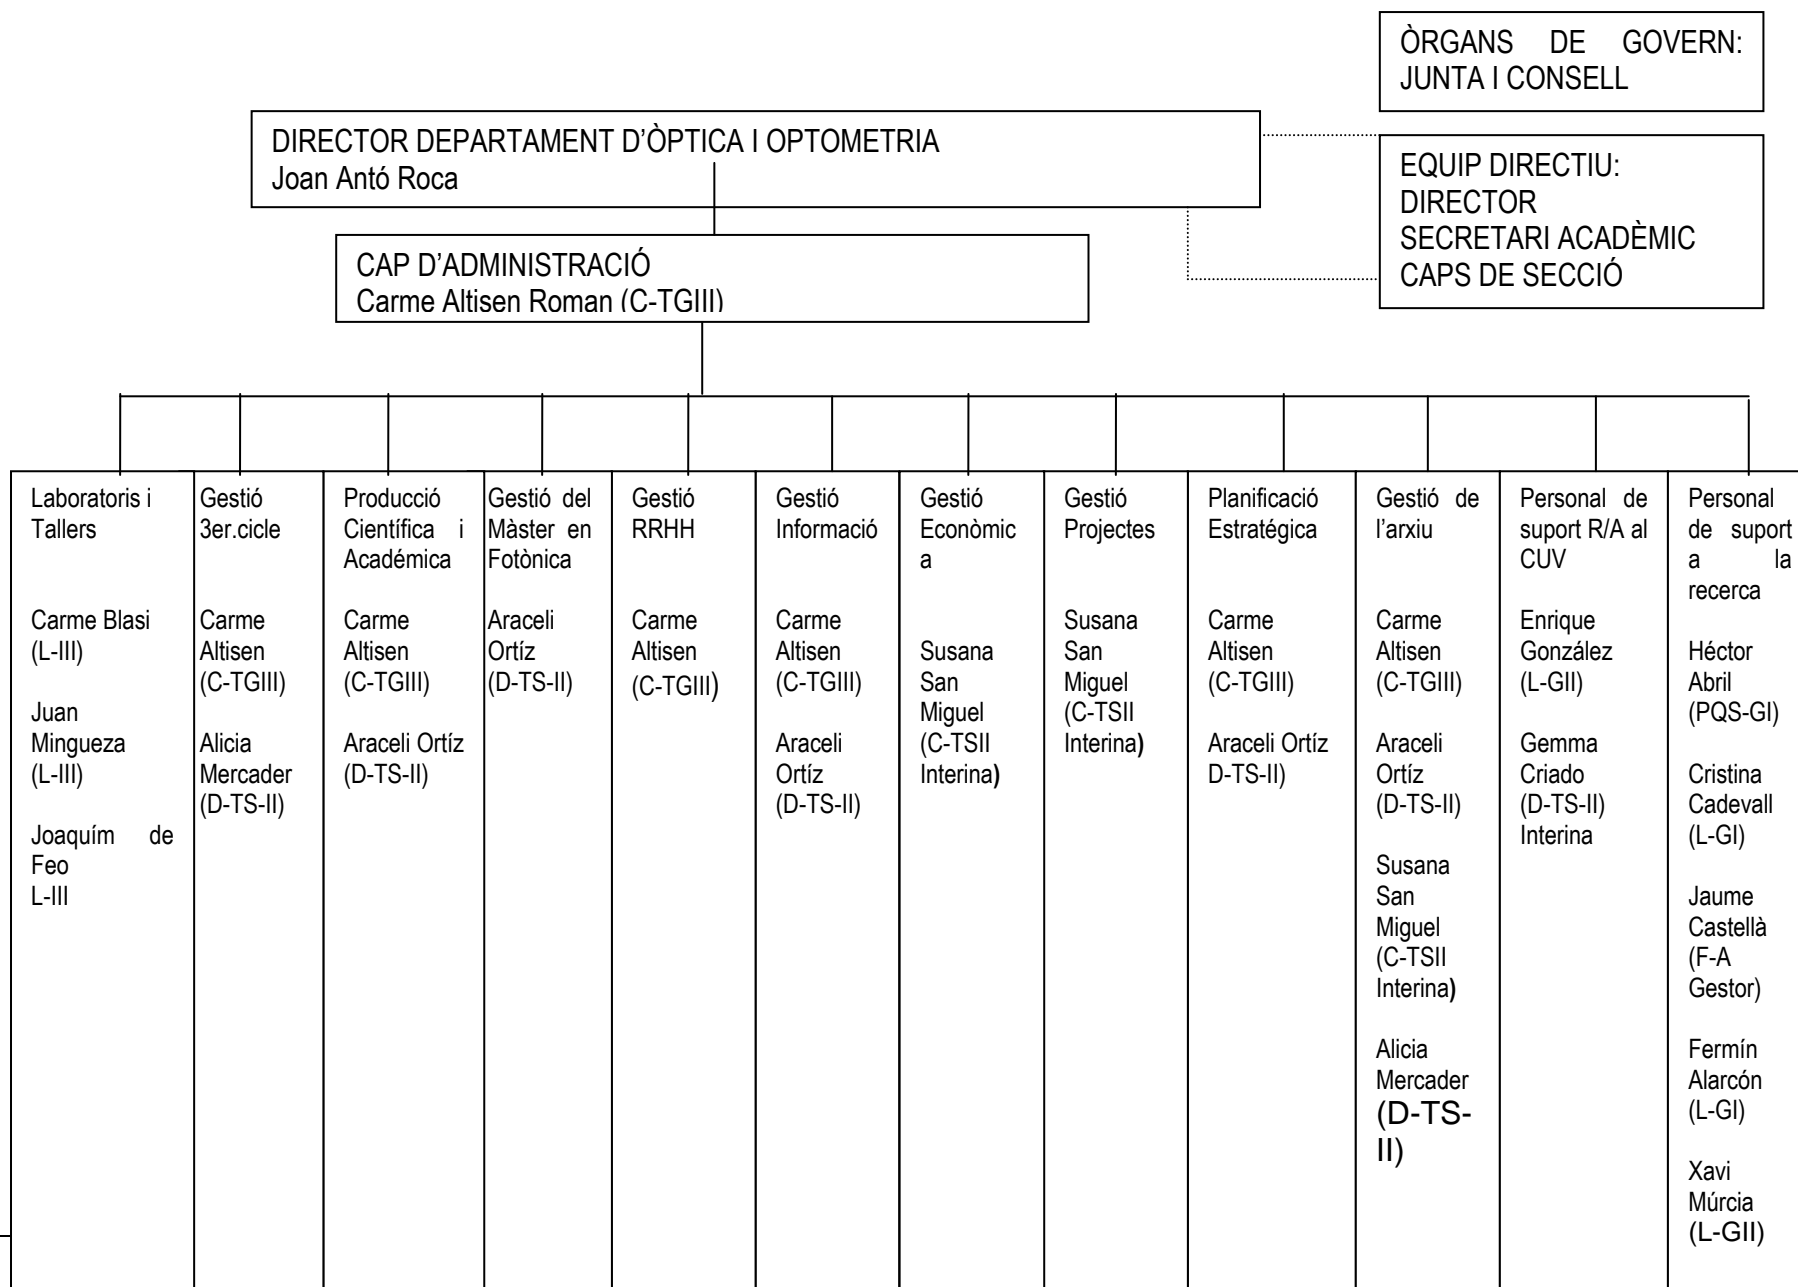 ÒRGANS DE GOVERN:
JUNTA I CONSELL
DIRECTOR DEPARTAMENT D’ÒPTICA I OPTOMETRIA
Joan Antó Roca
EQUIP DIRECTIU:
DIRECTOR
SECRETARI ACADÈMIC
CAPS DE SECCIÓ
CAP D’ADMINISTRACIÓ
Carme Altisen Roman (C-TGIII)
Laboratoris i
Tallers
Carme Blasi
(L-III)
Juan
Mingueza
(L-III)
Joaquím de
Feo
L-III
Gestió
3er.cicle
Carme
Altisen
(C-TGIII)
Alicia
Mercader
(D-TS-II)
Producció
Científica i
Académica
Carme
Altisen
(C-TGIII)
Araceli Ortíz
(D-TS-II)
Gestió del
Màster en
Fotònica
Araceli
Ortíz
(D-TS-II)
Gestió
RRHH
Carme
Altisen
(C-TGIII)
Gestió
Informació
Carme
Altisen
(C-TGIII)
Araceli
Ortíz
(D-TS-II)
Gestió
Econòmic
a
Susana
San
Miguel
(C-TSII
Interina)
Gestió
Projectes
Susana
San
Miguel
(C-TSII
Interina)
Planificació
Estratégica
Carme
Altisen
(C-TGIII)
Araceli Ortíz
D-TS-II)
Gestió de
l’arxiu
Carme
Altisen
(C-TGIII)
Araceli
Ortíz
(D-TS-II)
Susana
San
Miguel
(C-TSII
Interina)
Alicia
Mercader
(D-TS-
II)
Personal de
suport R/A al
CUV
Enrique
González
(L-GII)
Gemma
Criado
(D-TS-II)
Interina
Personal
de suport
a la
recerca
Héctor
Abril
(PQS-GI)
Cristina
Cadevall
(L-GI)
Jaume
Castellà
(F-A
Gestor)
Fermín
Alarcón
(L-GI)
Xavi
Múrcia
(L-GII)